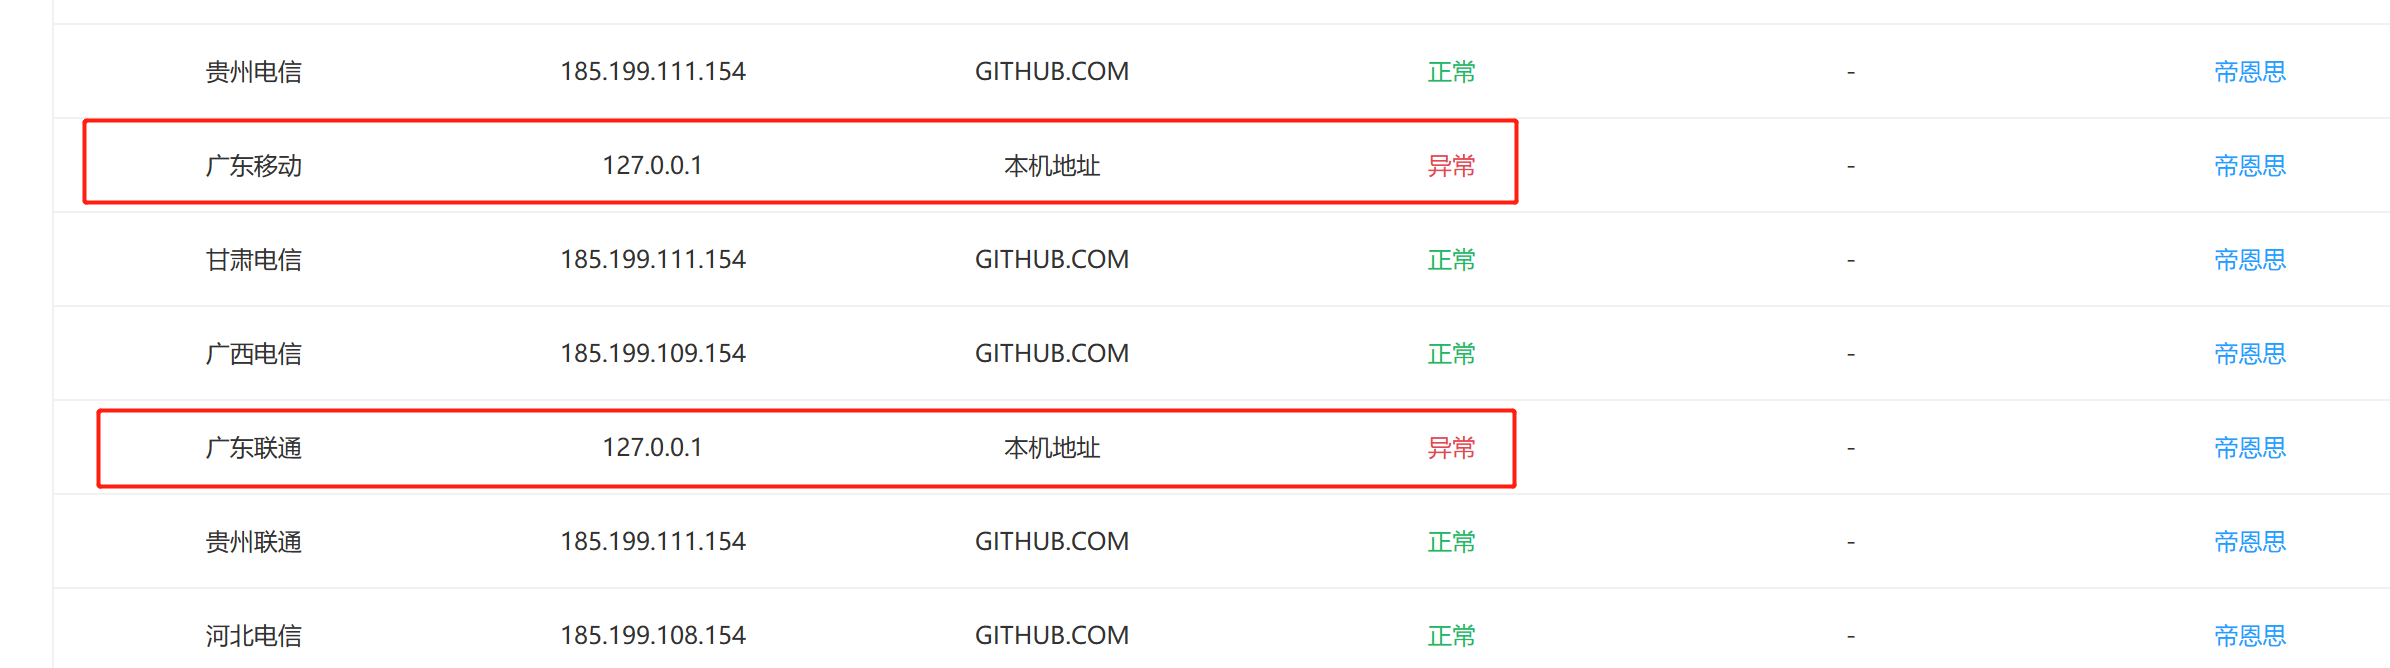 贵州电信 185.199.111.154 GITHUB.COM 正常 - 帝恩思
广东移动 127.0.0.1 本机地址 异常 - 帝恩思
甘肃电信 185.199.111.154 GITHUB.COM 正常 - 帝恩思
广西电信 185.199.109.154 GITHUB.COM 正常 - 帝恩思
广东联通 127.0.0.1 本机地址 异常 - 帝恩思
贵州联通 185.199.111.154 GITHUB.COM 正常 - 帝恩思
河北电信 185.199.108.154 GITHUB.COM 正常 - 帝恩思